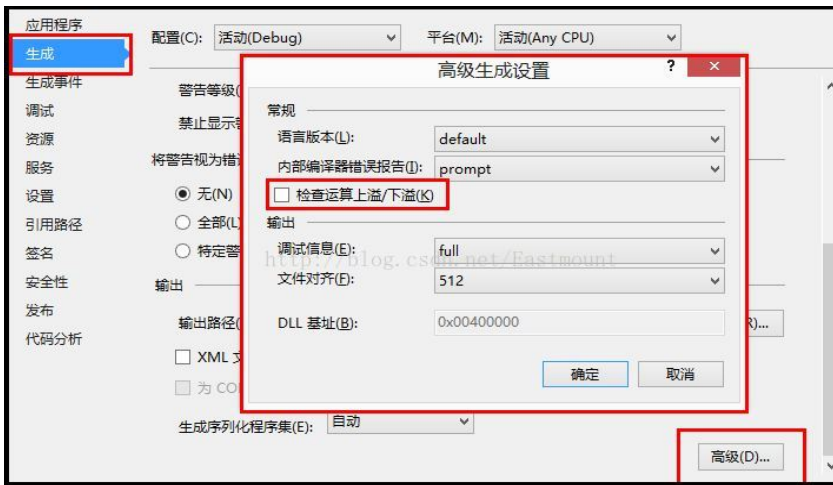 应用程序
生成
生成事件
调试
资源
服务
设置
引用路径
签名
安全性
发布
代码分析
配置(C): 活动(Debug) 平台(M): 活动(Any CPU)
警告等级(
禁止显示
将警告视为错
无(N)
全部(L
特定警
输出
输出路径(
XML 文
为 CO
生成序列化程序集(E): 自动
高级(D)...
高级生成设置 ?
常规
语言版本(L): default
内部编译器错误报告(I): prompt
检查运算上溢/下溢(K)
输出
调试信息(E): full
http://blog.csdn.net/Eastmount
文件对齐(F): 512
DLL 基址(B): 0x00400000
确定 取消